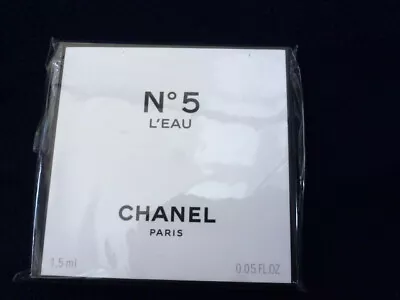 N°5
L'EAU
CHANEL
PARIS
1,5 ml 0.05 FL.OZ